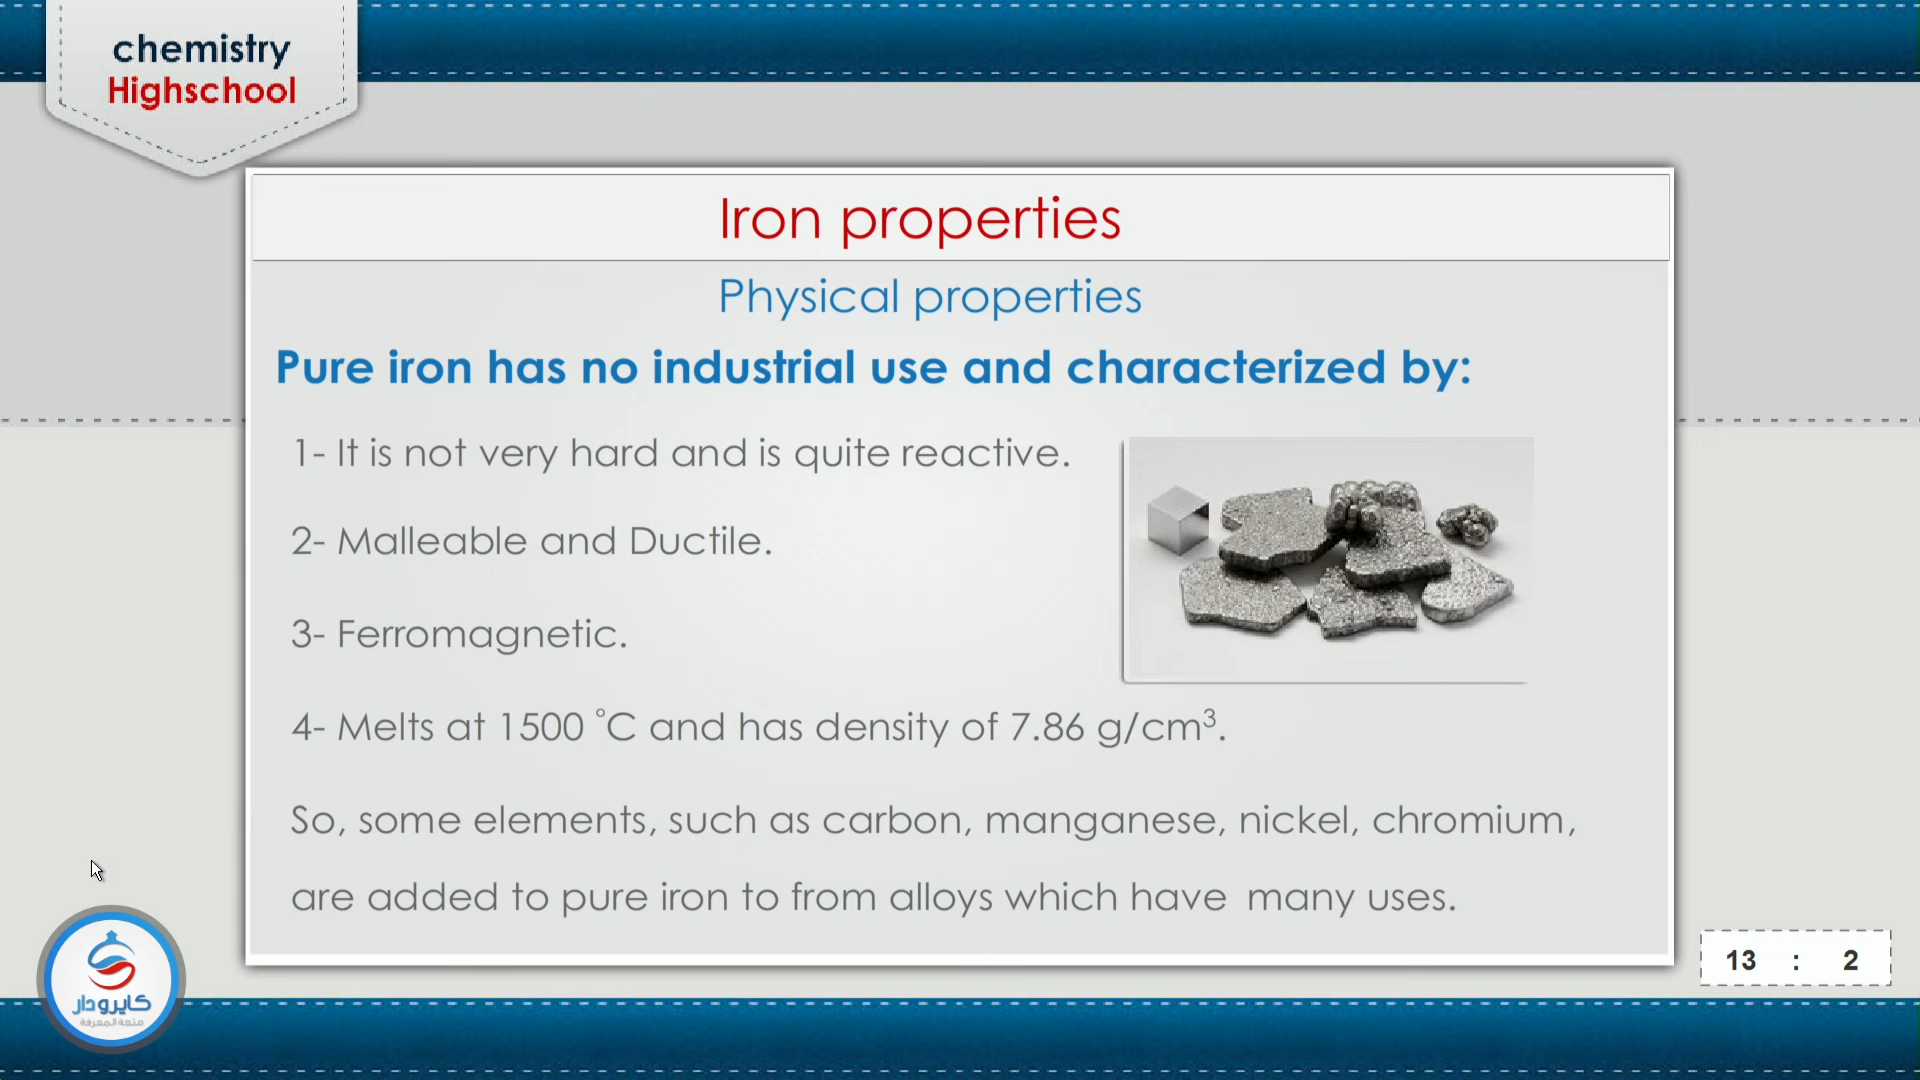 chemistry
Highschool
Iron properties
Physical properties
Pure iron has no industrial use and characterized by:
1- It is not very hard and is quite reactive.
2- Malleable and Ductile.
3- Ferromagnetic.
4- Melts at 1500 °C and has density of 7.86 g/cm³.
So, some elements, such as carbon, manganese, nickel, chromium,
are added to pure iron to from alloys which have many uses.
13 : 2
كايرودار
متعة المعرفة